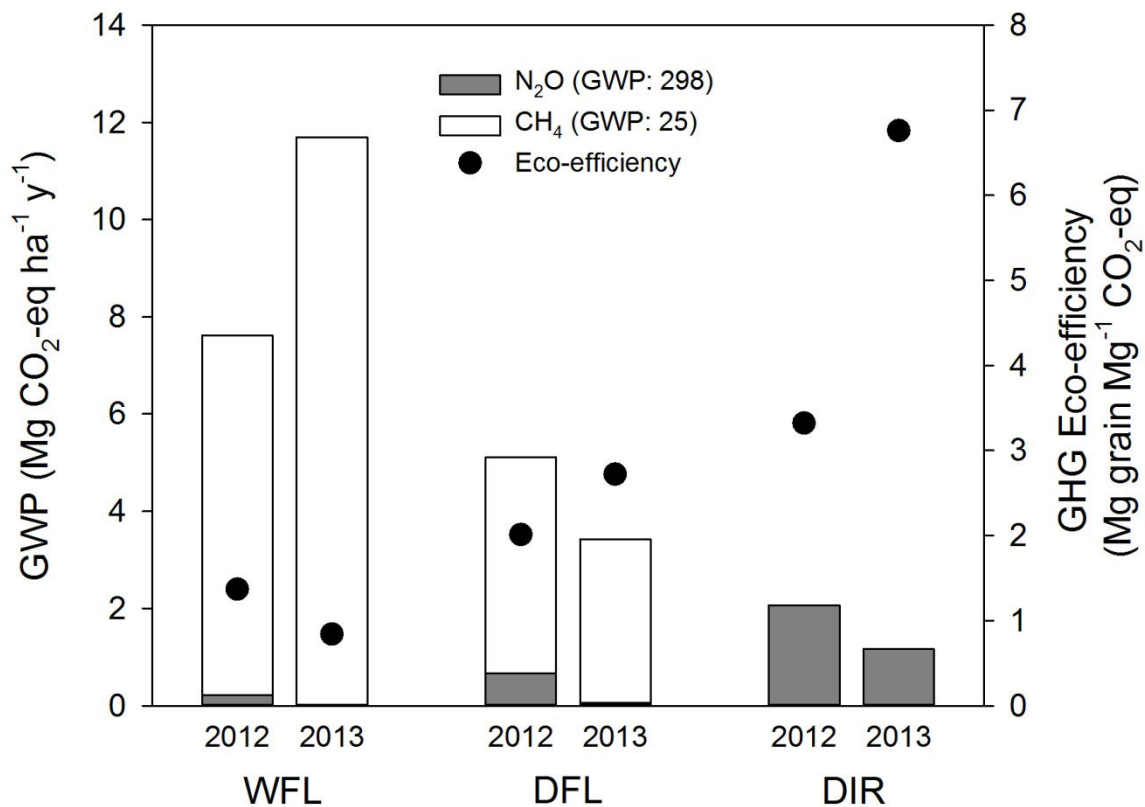 14
12
10
8
6
4
2
0
GWP (Mg CO₂-eq ha⁻¹ y⁻¹)
N₂O (GWP: 298)
CH₄ (GWP: 25)
Eco-efficiency
8
7
6
5
4
3
2
1
0
GHG Eco-efficiency
(Mg grain Mg⁻¹ CO₂-eq)
2012 2013 2012 2013 2012 2013
WFL DFL DIR